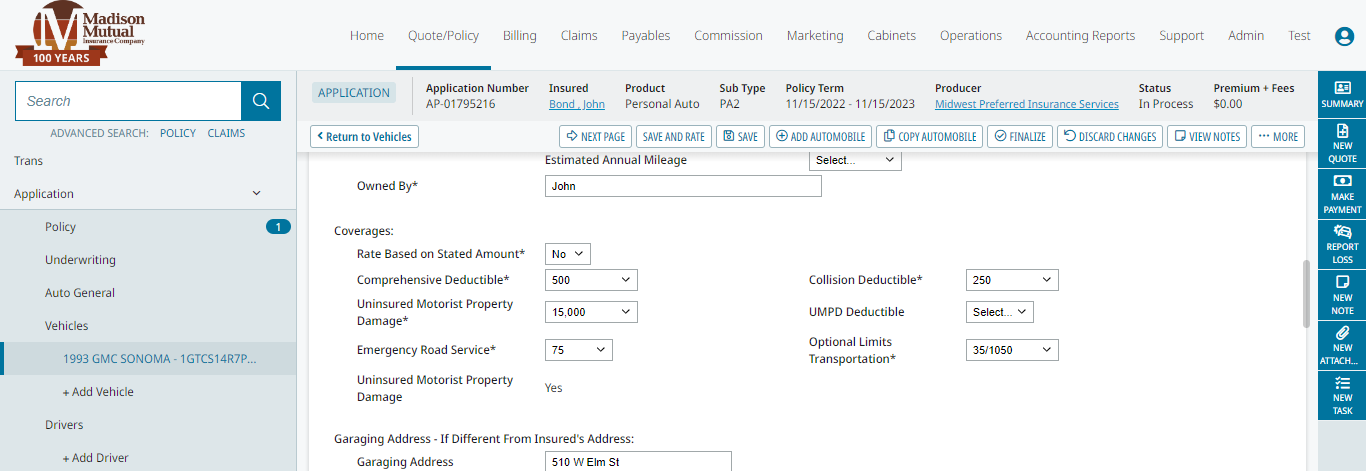 Madison
Mutual
Insurance Company
100 YEARS
Home Quote/Policy Billing Claims Payables Commission Marketing Cabinets Operations Accounting Reports Support Admin Test
Search
ADVANCED SEARCH: POLICY CLAIMS
Trans
Application
Policy 1
Underwriting
Auto General
Vehicles
1993 GMC SONOMA - 1GTCS14R7P...
+ Add Vehicle
Drivers
+ Add Driver
APPLICATION
Application Number Insured Product Sub Type Policy Term Producer Status Premium + Fees
AP-01795216 Bond , John Personal Auto PA2 11/15/2022 - 11/15/2023 Midwest Preferred Insurance Services In Process $0.00
Return to Vehicles NEXT PAGE SAVE AND RATE SAVE ADD AUTOMOBILE COPY AUTOMOBILE FINALIZE DISCARD CHANGES VIEW NOTES ... MORE
Estimated Annual Mileage Select...
Owned By* John
Coverages:
Rate Based on Stated Amount* No
Comprehensive Deductible* 500 Collision Deductible* 250
Uninsured Motorist Property
Damage* 15,000 UMPD Deductible Select...
Emergency Road Service* 75 Optional Limits
Transportation* 35/1050
Uninsured Motorist Property
Damage Yes
Garaging Address - If Different From Insured's Address:
Garaging Address 510 W Elm St
SUMMARY
NEW
QUOTE
MAKE
PAYMENT
REPORT
LOSS
NEW
NOTE
NEW
ATTACH...
NEW
TASK